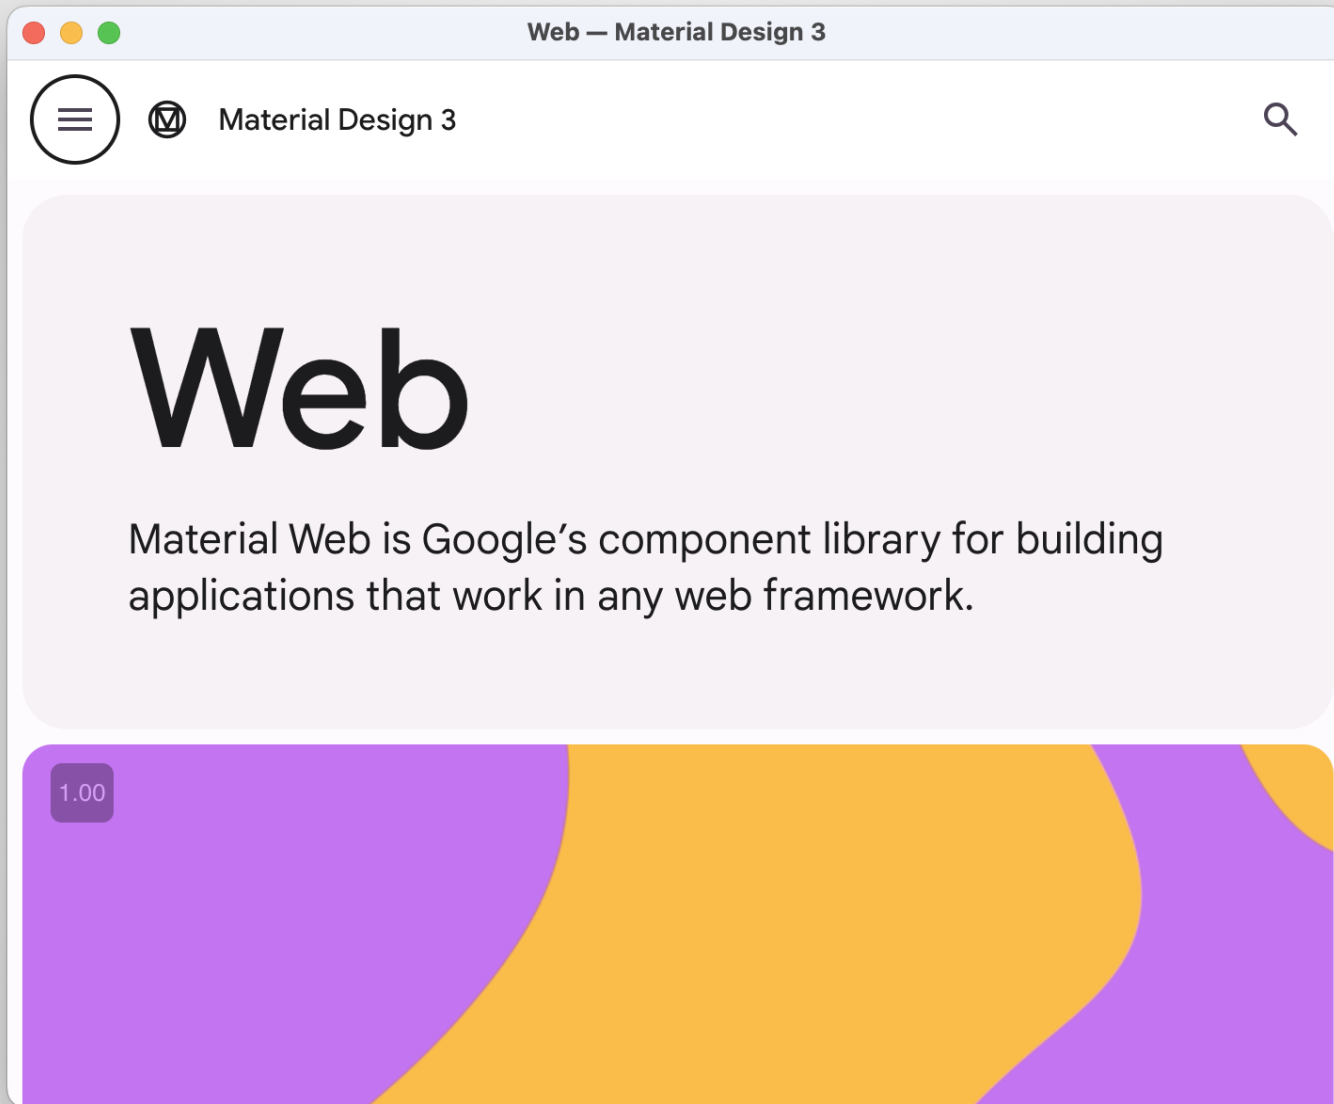 Web — Material Design 3
Material Design 3
Web
Material Web is Google’s component library for building
applications that work in any web framework.
1.00